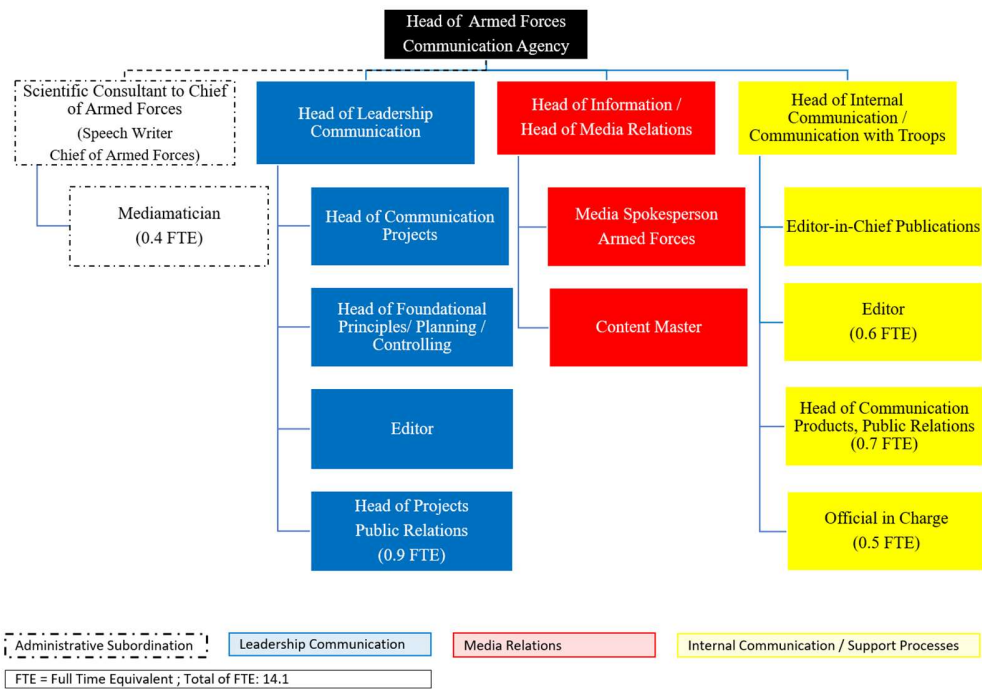 Head of Armed Forces
Communication Agency
Scientific Consultant to Chief
of Armed Forces
(Speech Writer
Chief of Armed Forces)
Mediamatician
(0.4 FTE)
Head of Leadership
Communication
Head of Communication
Projects
Head of Foundational
Principles/ Planning /
Controlling
Editor
Head of Projects
Public Relations
(0.9 FTE)
Head of Information /
Head of Media Relations
Media Spokesperson
Armed Forces
Content Master
Head of Internal
Communication /
Communication with Troops
Editor-in-Chief Publications
Editor
(0.6 FTE)
Head of Communication
Products, Public Relations
(0.7 FTE)
Official in Charge
(0.5 FTE)
Administrative Subordination
Leadership Communication
Media Relations
Internal Communication / Support Processes
FTE = Full Time Equivalent ; Total of FTE: 14.1